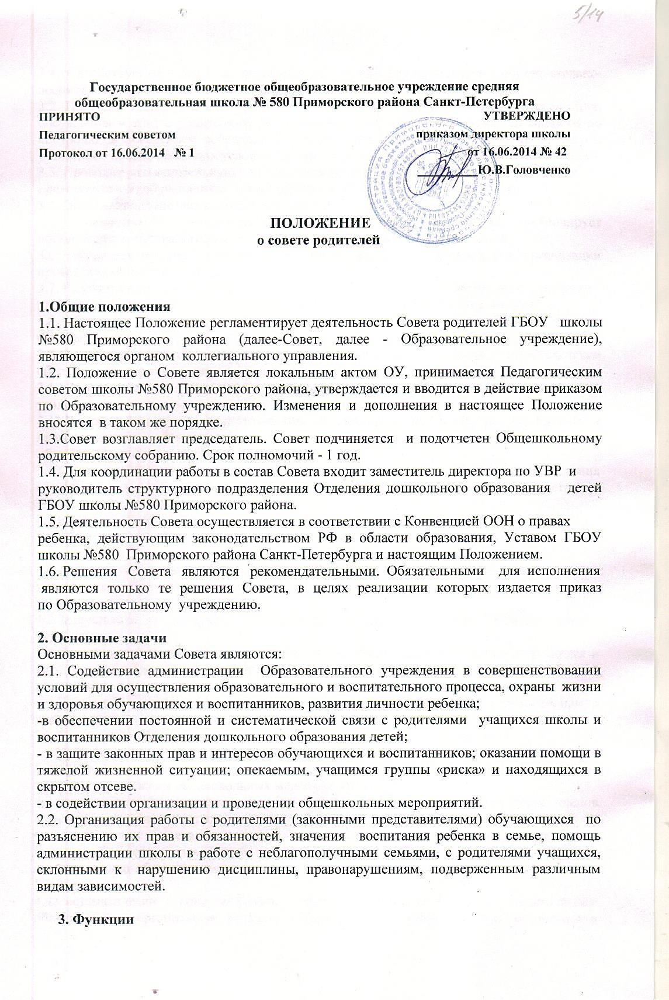 5/14
Государственное бюджетное общеобразовательное учреждение средняя
общеобразовательная школа № 580 Приморского района Санкт-Петербурга
ПРИНЯТО УТВЕРЖДЕНО
Педагогическим советом приказом директора школы
Протокол от 16.06.2014 № 1 от 16.06.2014 № 42
Ю.В.Головченко
ПОЛОЖЕНИЕ
о совете родителей
1.Общие положения
1.1. Настоящее Положение регламентирует деятельность Совета родителей ГБОУ школы
№580 Приморского района (далее-Совет, далее - Образовательное учреждение),
являющегося органом коллегиального управления.
1.2. Положение о Совете является локальным актом ОУ, принимается Педагогическим
советом школы №580 Приморского района, утверждается и вводится в действие приказом
по Образовательному учреждению. Изменения и дополнения в настоящее Положение
вносятся в таком же порядке.
1.3.Совет возглавляет председатель. Совет подчиняется и подотчетен Общешкольному
родительскому собранию. Срок полномочий - 1 год.
1.4. Для координации работы в состав Совета входит заместитель директора по УВР и
руководитель структурного подразделения Отделения дошкольного образования детей
ГБОУ школы №580 Приморского района.
1.5. Деятельность Совета осуществляется в соответствии с Конвенцией ООН о правах
ребенка, действующим законодательством РФ в области образования, Уставом ГБОУ
школы №580 Приморского района Санкт-Петербурга и настоящим Положением.
1.6. Решения Совета являются рекомендательными. Обязательными для исполнения
являются только те решения Совета, в целях реализации которых издается приказ
по Образовательному учреждению.
2. Основные задачи
Основными задачами Совета являются:
2.1. Содействие администрации Образовательного учреждения в совершенствовании
условий для осуществления образовательного и воспитательного процесса, охраны жизни
и здоровья обучающихся и воспитанников, развития личности ребенка;
-в обеспечении постоянной и систематической связи с родителями учащихся школы и
воспитанников Отделения дошкольного образования детей;
- в защите законных прав и интересов обучающихся и воспитанников; оказании помощи в
тяжелой жизненной ситуации; опекаемым, учащимся группы «риска» и находящихся в
скрытом отсеве.
- в содействии организации и проведении общешкольных мероприятий.
2.2. Организация работы с родителями (законными представителями) обучающихся по
разъяснению их прав и обязанностей, значения воспитания ребенка в семье, помощь
администрации школы в работе с неблагополучными семьями, с родителями учащихся,
склонными к нарушению дисциплины, правонарушениям, подверженным различным
видам зависимостей.
3. Функции